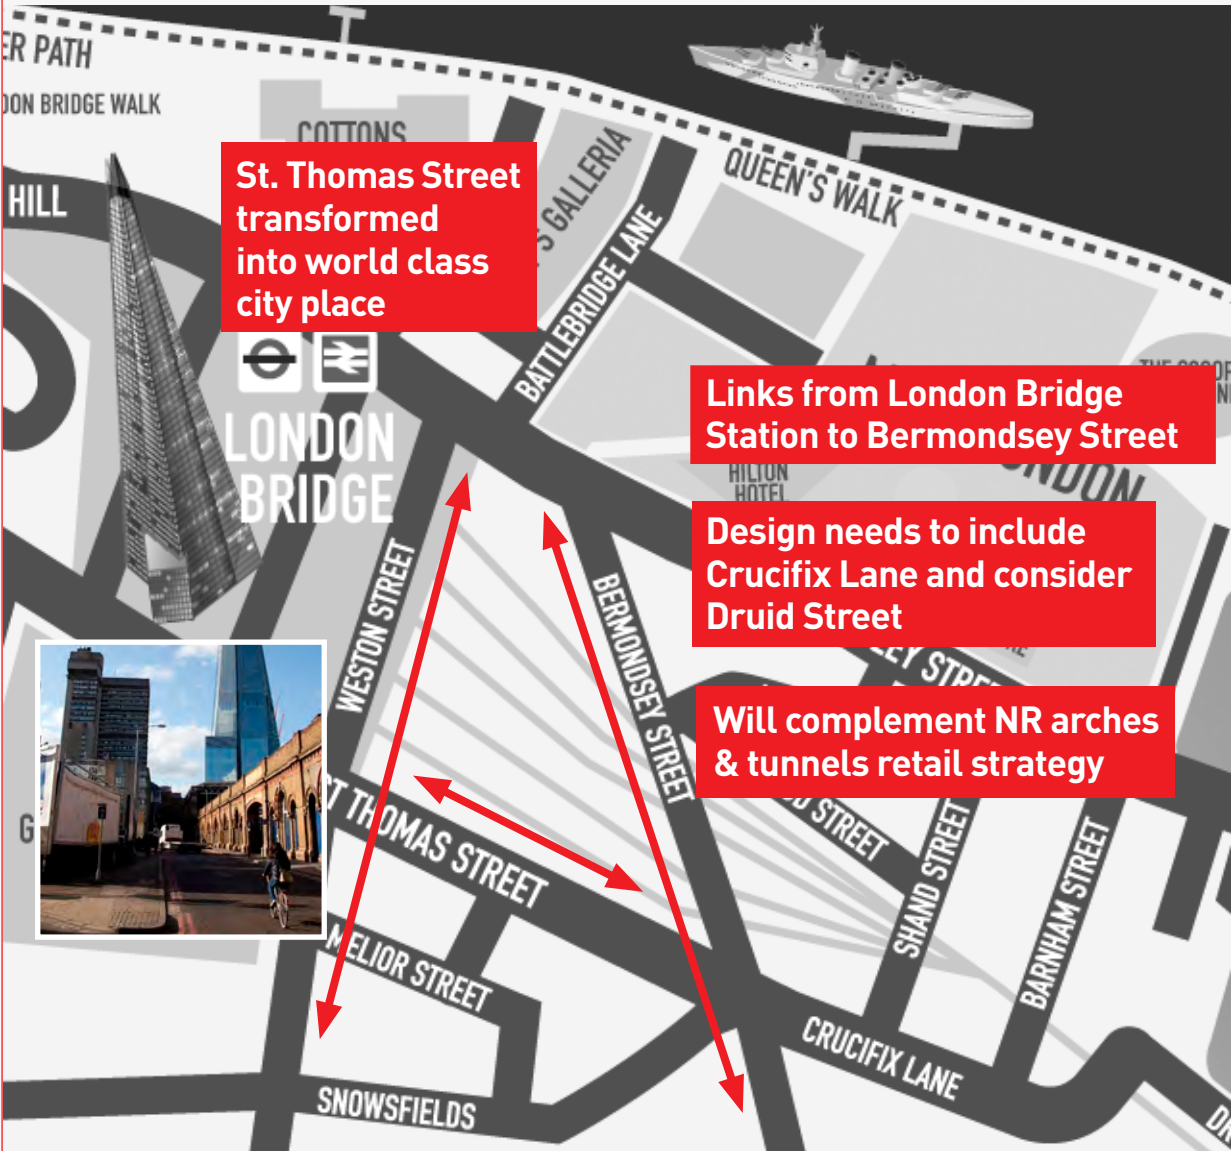 ER PATH
DON BRIDGE WALK
HILL
COTTONS
'S GALLERIA
BATTLEBRIDGE LANE
QUEEN'S WALK
St. Thomas Street
transformed
into world class
city place
LONDON
BRIDGE
Links from London Bridge
Station to Bermondsey Street
HILTON
HOTEL
Design needs to include
Crucifix Lane and consider
Druid Street
Will complement NR arches
& tunnels retail strategy
WESTON STREET
BERMONDSEY STREET
ST THOMAS STREET
MELIOR STREET
SNOWSFIELDS
CRUCIFIX LANE
SHAND STREET
BARNHAM STREET
STREET